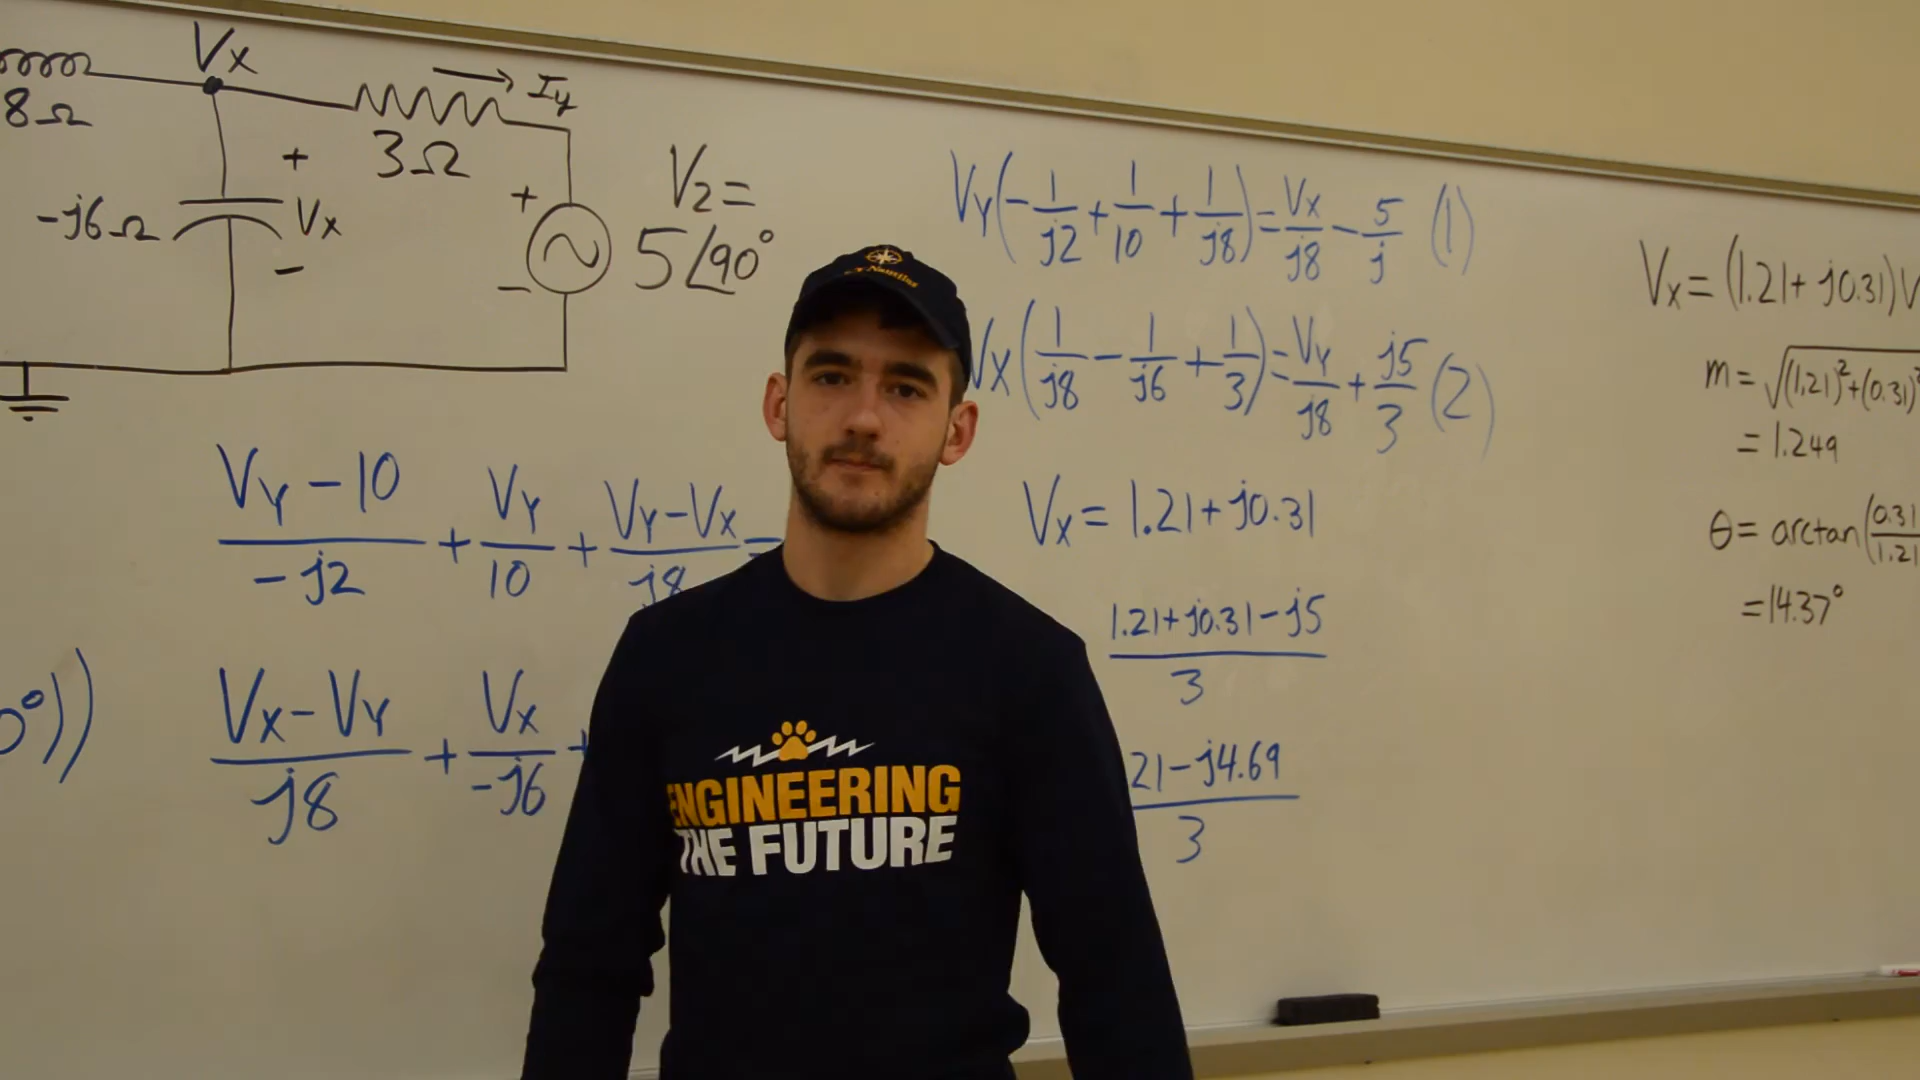 Vx
8Ω
3Ω
Iy
-j6Ω
+
Vx
-
+
-
V2=
5∠90°
(Vy-10)/(-j2) + Vy/10 + (Vy-Vx)/j8 =
0°))
(Vx-Vy)/j8 + Vx/(-j6) +
Vy(-1/j2 + 1/10 + 1/j8) = Vx/j8 - 5/j (1)
Vx(1/j8 - 1/j6 + 1/3) = Vy/j8 + j5/3 (2)
Vx = 1.21 + j0.31
(1.21 + j0.31 - j5)/3
21 - j4.69
3
Vx = (1.21 + j0.31)V
m = √(1.21)² + (0.31)²
= 1.249
θ = arctan(0.31/1.21
= 14.37°
Nautilus
ENGINEERING
THE FUTURE